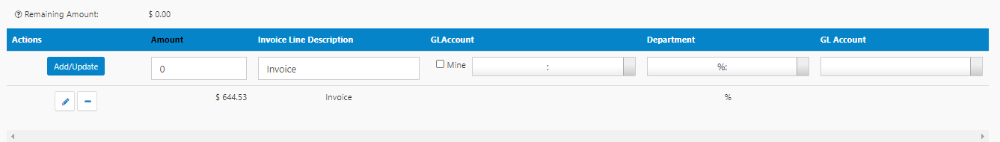 Remaining Amount: $ 0.00
Actions Amount Invoice Line Description GLAccount Department GL Account
Add/Update 0 Invoice Mine : %:
$ 644.53 Invoice %